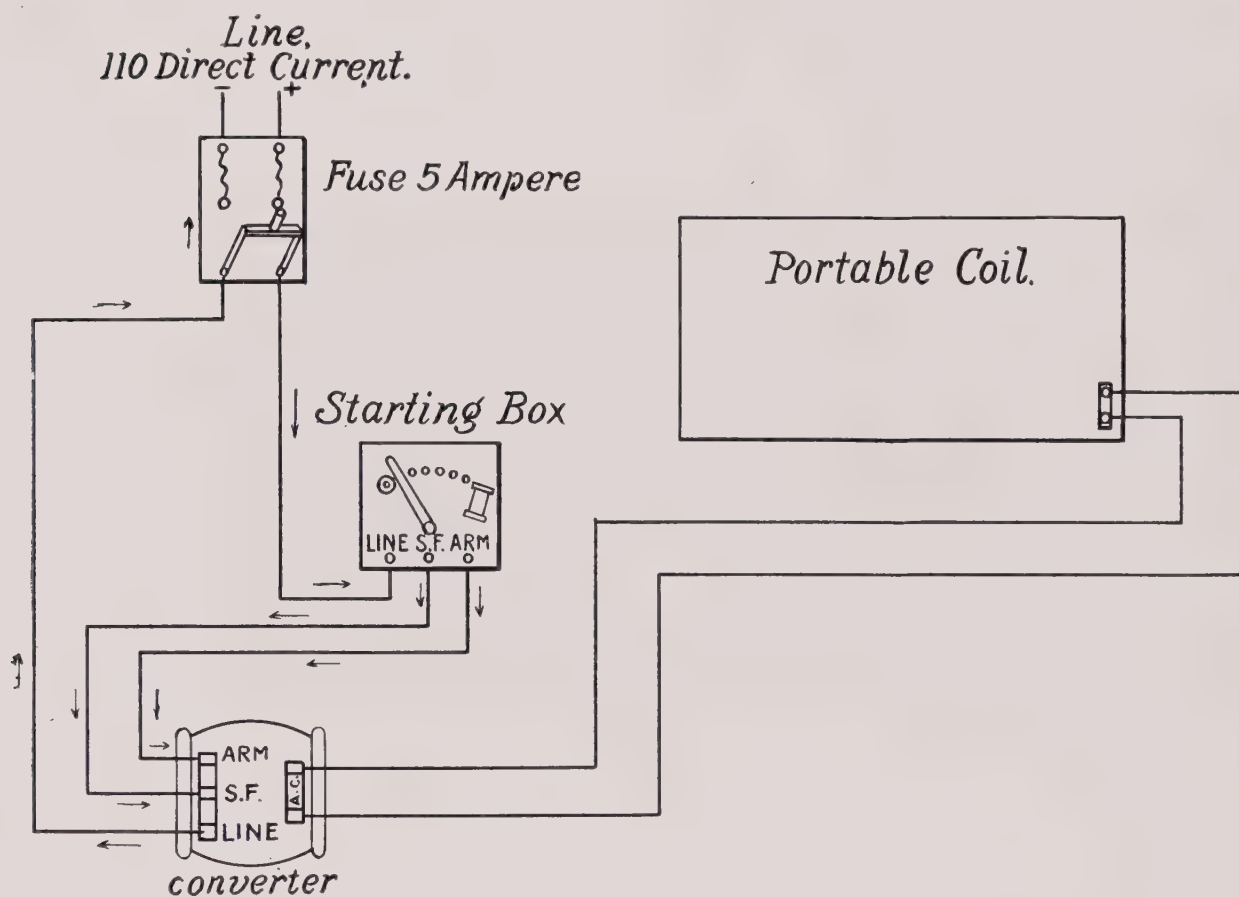 Line,
110 Direct Current.
- +
Fuse 5 Ampere
Portable Coil.
Starting Box
LINE S.F. ARM
ARM
S.F.
A.C.
LINE
converter